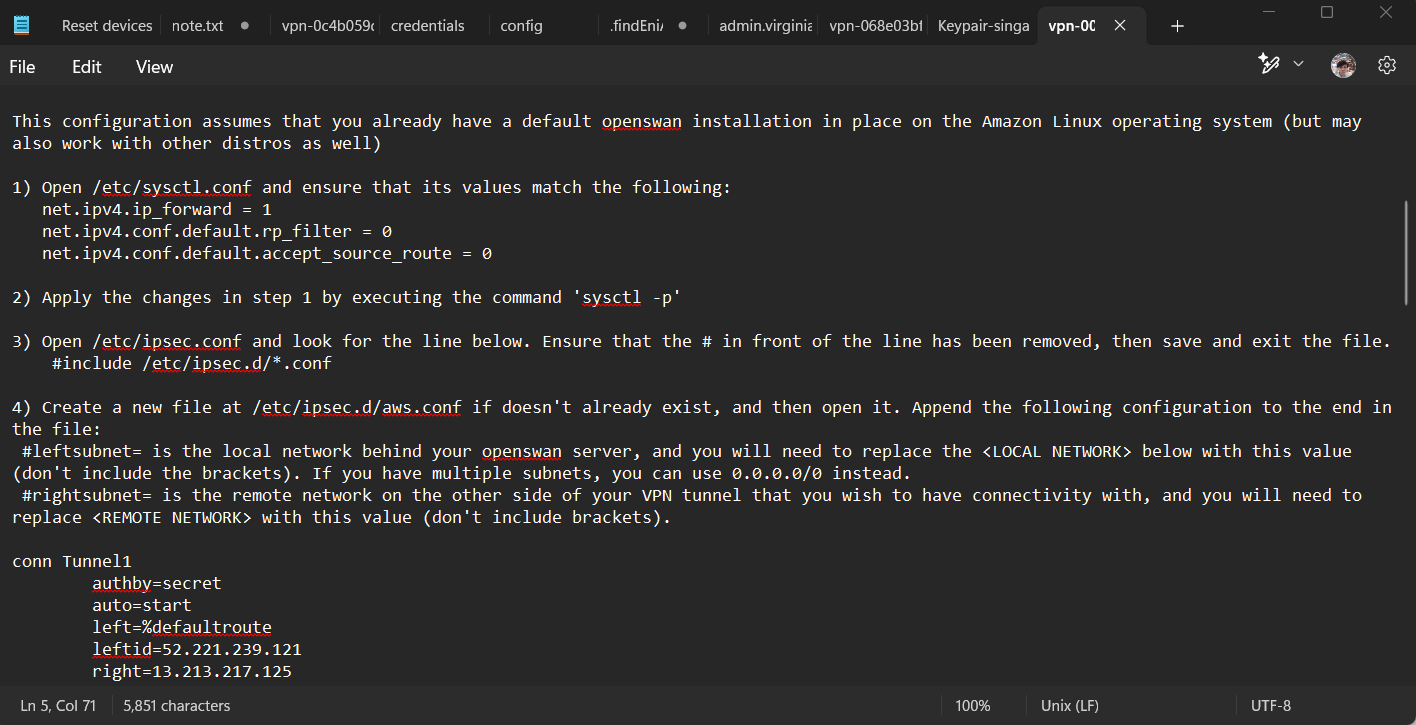 Reset devices note.txt vpn-0c4b059c credentials config .findEni/ admin.virginia vpn-068e03bf Keypair-singa vpn-00
File Edit View
This configuration assumes that you already have a default openswan installation in place on the Amazon Linux operating system (but may
also work with other distros as well)
1) Open /etc/sysctl.conf and ensure that its values match the following:
net.ipv4.ip_forward = 1
net.ipv4.conf.default.rp_filter = 0
net.ipv4.conf.default.accept_source_route = 0
2) Apply the changes in step 1 by executing the command 'sysctl -p'
3) Open /etc/ipsec.conf and look for the line below. Ensure that the # in front of the line has been removed, then save and exit the file.
#include /etc/ipsec.d/*.conf
4) Create a new file at /etc/ipsec.d/aws.conf if doesn't already exist, and then open it. Append the following configuration to the end in
the file:
#leftsubnet= is the local network behind your openswan server, and you will need to replace the <LOCAL NETWORK> below with this value
(don't include the brackets). If you have multiple subnets, you can use 0.0.0.0/0 instead.
#rightsubnet= is the remote network on the other side of your VPN tunnel that you wish to have connectivity with, and you will need to
replace <REMOTE NETWORK> with this value (don't include brackets).
conn Tunnel1
authby=secret
auto=start
left=%defaultroute
leftid=52.221.239.121
right=13.213.217.125
Ln 5, Col 71 5,851 characters 100% Unix (LF) UTF-8